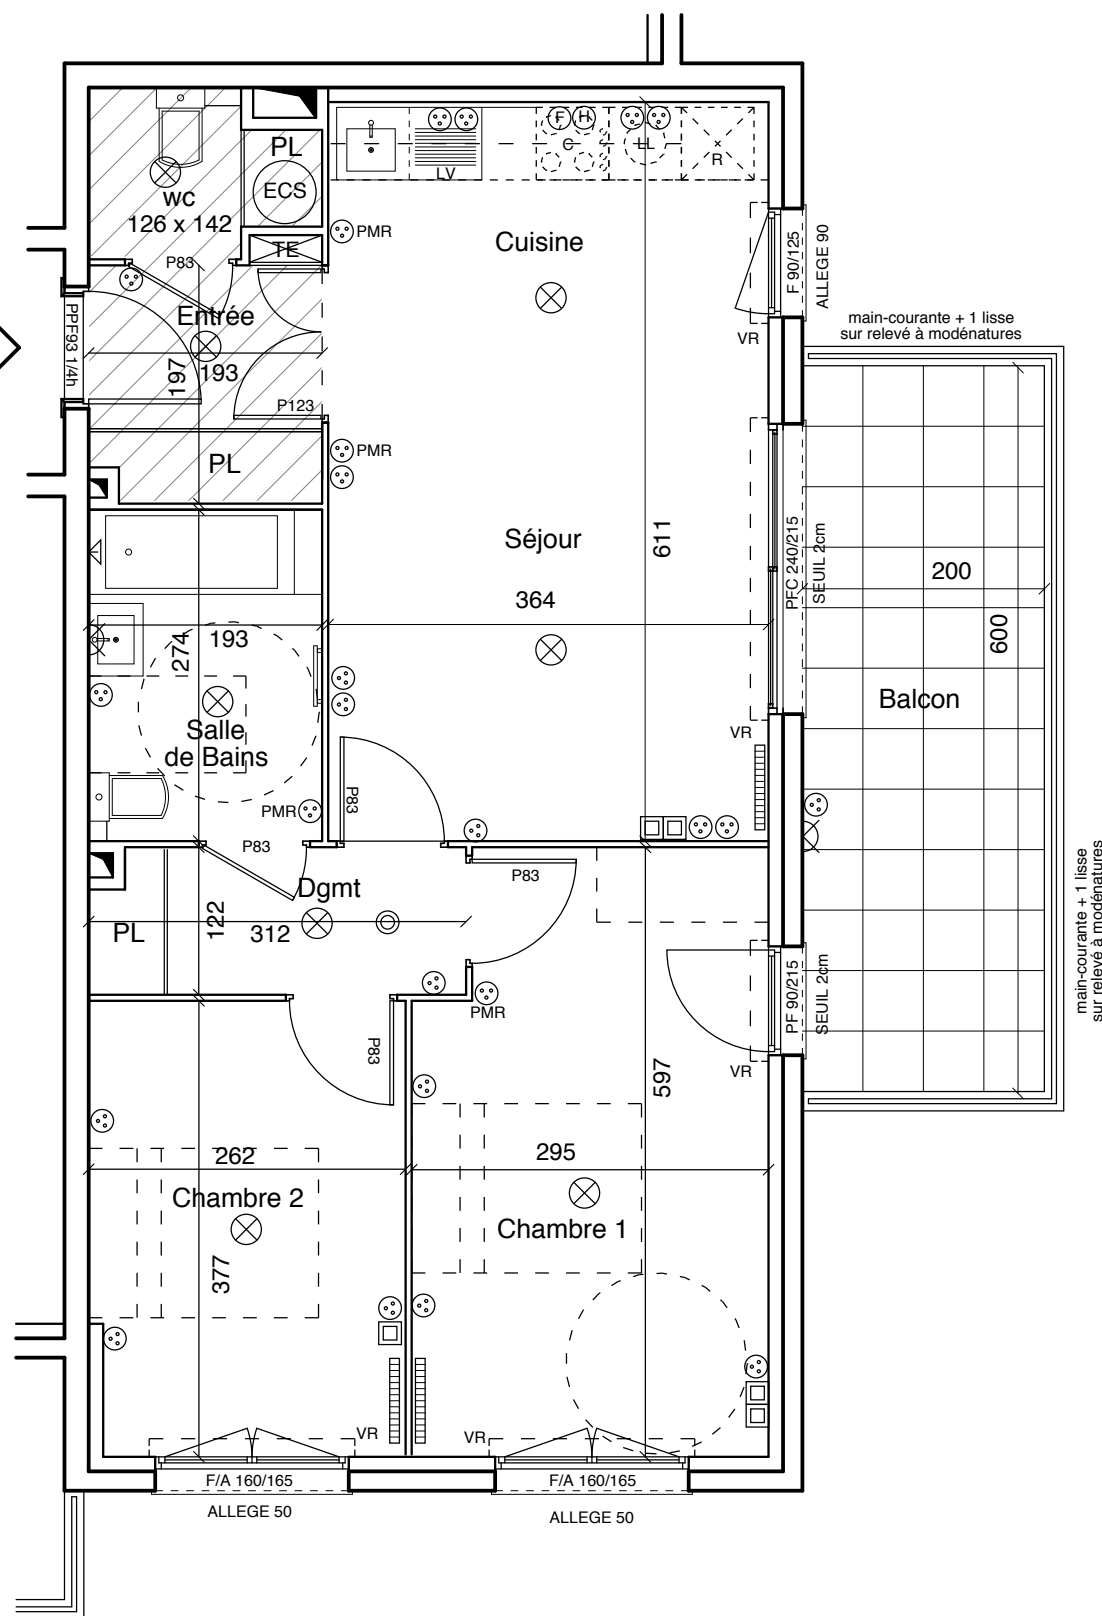 PL
ECS
wc
126 x 142
TE
P83
PMR
Entrée
193
197
PPF93 1/4h
P123
PL
PMR
LV
F
H
C
LL
R
Cuisine
F 90/125
ALLEGE 90
VR
main-courante + 1 lisse
sur relevé à modénatures
Séjour
364
611
PFC 240/215
SEUIL 2cm
VR
200
600
Balcon
193
274
Salle
de Bains
PMR
P83
P83
P83
Dgmt
122
312
PL
PMR
P83
PF 90/215
SEUIL 2cm
VR
main-courante + 1 lisse
sur relevé à modénatures
597
262
295
Chambre 2
Chambre 1
377
VR
VR
F/A 160/165
F/A 160/165
ALLEGE 50
ALLEGE 50